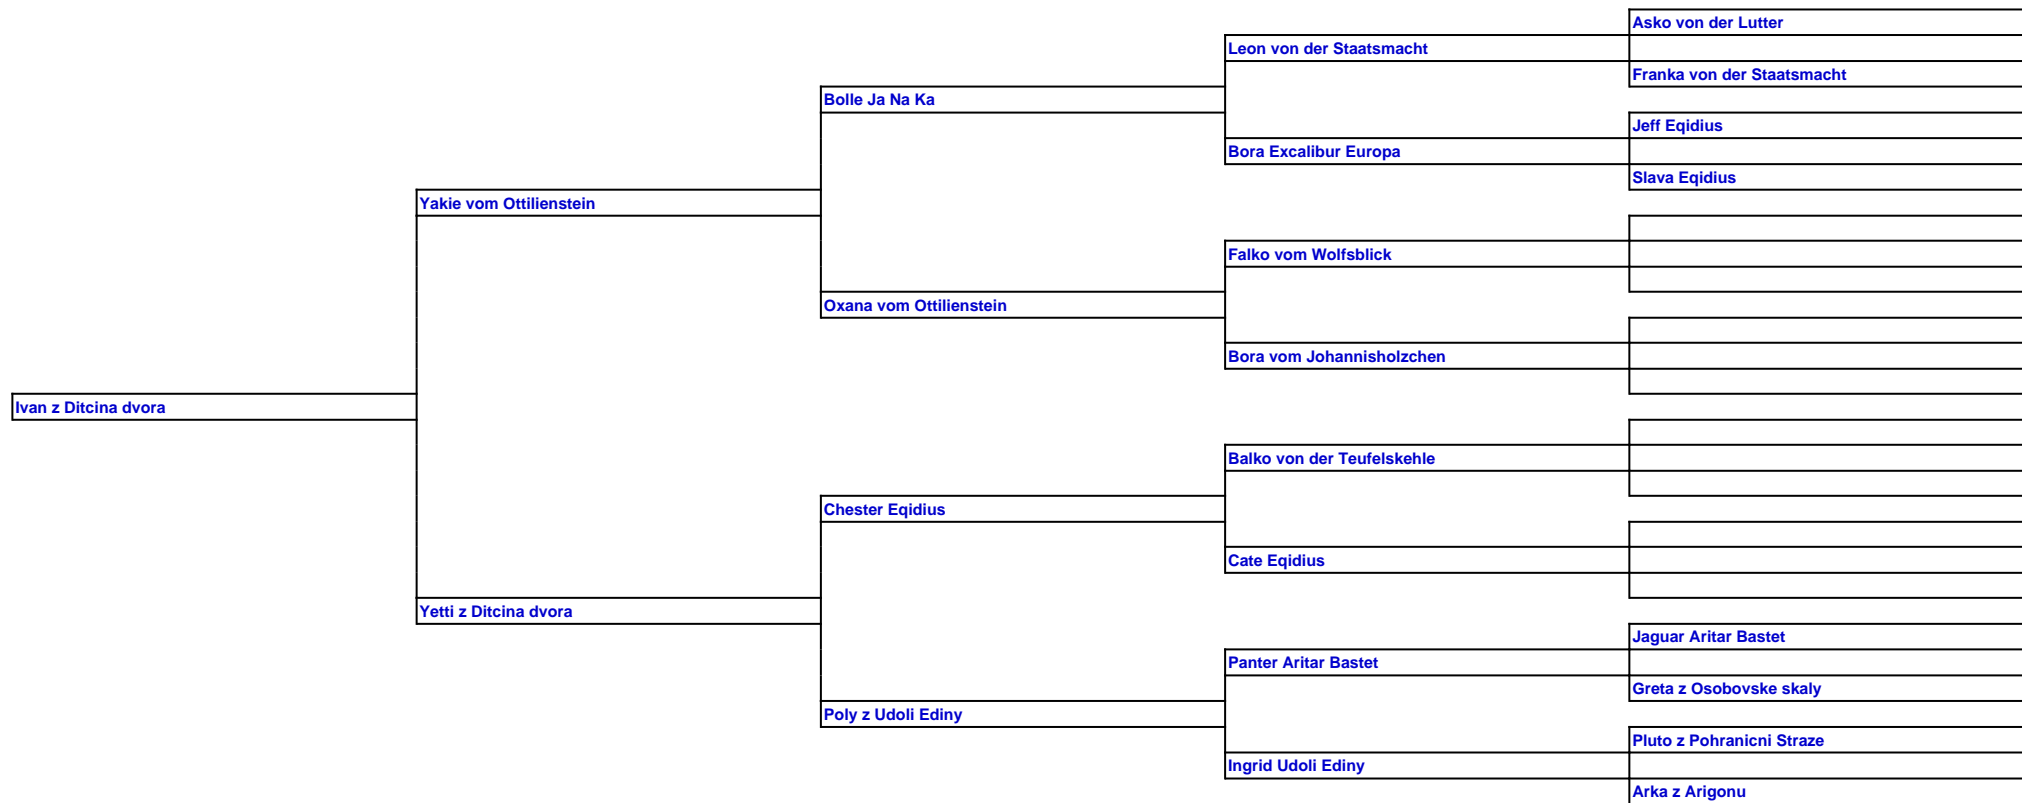 Asko von der Lutter
Leon von der Staatsmacht
Franka von der Staatsmacht
Bolle Ja Na Ka
Jeff Eqidius
Bora Excalibur Europa
Slava Eqidius
Yakie vom Ottilienstein
Falko vom Wolfsblick
Oxana vom Ottilienstein
Bora vom Johannisholzchen
Ivan z Ditcina dvora
Balko von der Teufelskehle
Chester Eqidius
Cate Eqidius
Yetti z Ditcina dvora
Jaguar Aritar Bastet
Panter Aritar Bastet
Greta z Osobovske skaly
Poly z Udoli Ediny
Pluto z Pohranicni Straze
Ingrid Udoli Ediny
Arka z Arigonu